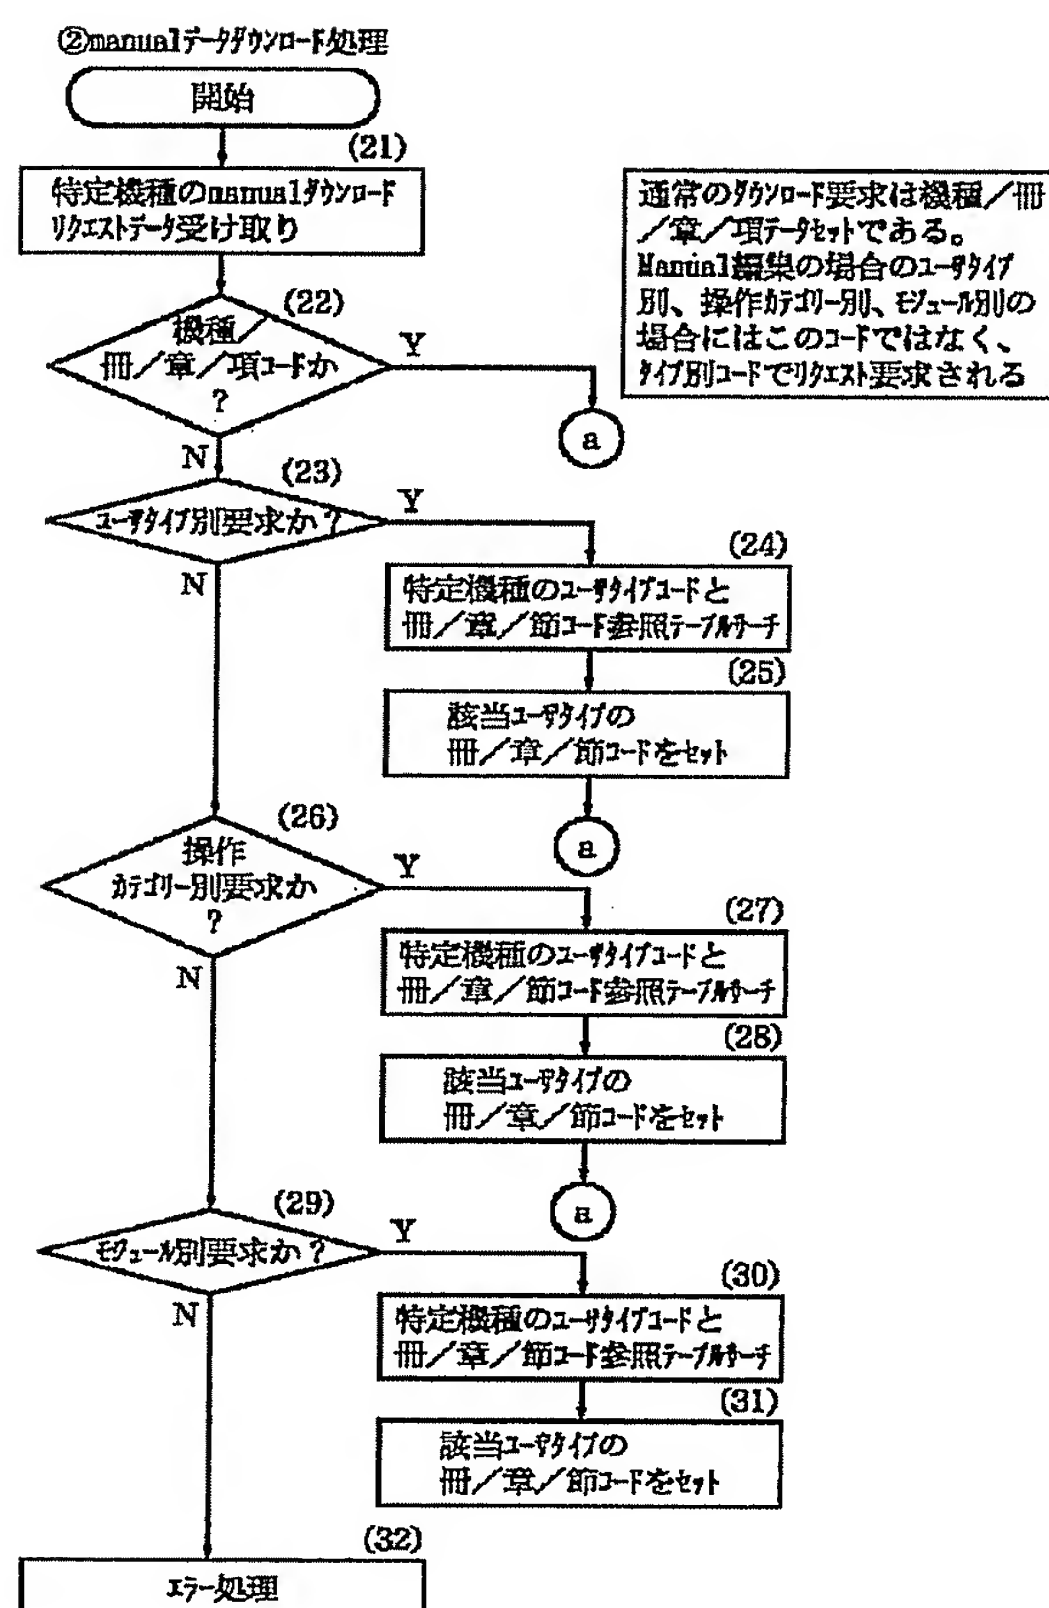 ②manualﾃﾞｰﾀﾀﾞｳﾝﾛｰﾄﾞ処理
開始
(21)
特定機種のmanualﾀﾞｳﾝﾛｰﾄﾞ
ﾘｸｴｽﾄﾃﾞｰﾀ受け取り
通常のﾀﾞｳﾝﾛｰﾄﾞ要求は機種／冊
／章／項ﾃﾞｰﾀｾｯﾄである。
Manual編集の場合のﾕｰｻﾞﾀｲﾌﾟ
別、操作ｶﾃｺﾞﾘｰ別、ﾓｼﾞｭｰﾙ別の
場合にはこのｺｰﾄﾞではなく、
ﾀｲﾌﾟ別ｺｰﾄﾞでﾘｸｴｽﾄ要求される
(22)
機種／
冊／章／項ｺｰﾄﾞか
？
Y
a
N
(23)
ﾕｰｻﾞﾀｲﾌﾟ別要求か？
Y
N
(24)
特定機種のﾕｰｻﾞﾀｲﾌﾟｺｰﾄﾞと
冊／章／節ｺｰﾄﾞ参照ﾃｰﾌﾞﾙｻｰﾁ
(25)
該当ﾕｰｻﾞﾀｲﾌﾟの
冊／章／節ｺｰﾄﾞをｾｯﾄ
a
(26)
操作
ｶﾃｺﾞﾘｰ別要求か
？
Y
N
(27)
特定機種のﾕｰｻﾞﾀｲﾌﾟｺｰﾄﾞと
冊／章／節ｺｰﾄﾞ参照ﾃｰﾌﾞﾙｻｰﾁ
(28)
該当ﾕｰｻﾞﾀｲﾌﾟの
冊／章／節ｺｰﾄﾞをｾｯﾄ
a
(29)
ﾓｼﾞｭｰﾙ別要求か？
Y
N
(30)
特定機種のﾕｰｻﾞﾀｲﾌﾟｺｰﾄﾞと
冊／章／節ｺｰﾄﾞ参照ﾃｰﾌﾞﾙｻｰﾁ
(31)
該当ﾕｰｻﾞﾀｲﾌﾟの
冊／章／節ｺｰﾄﾞをｾｯﾄ
(32)
ｴﾗｰ処理